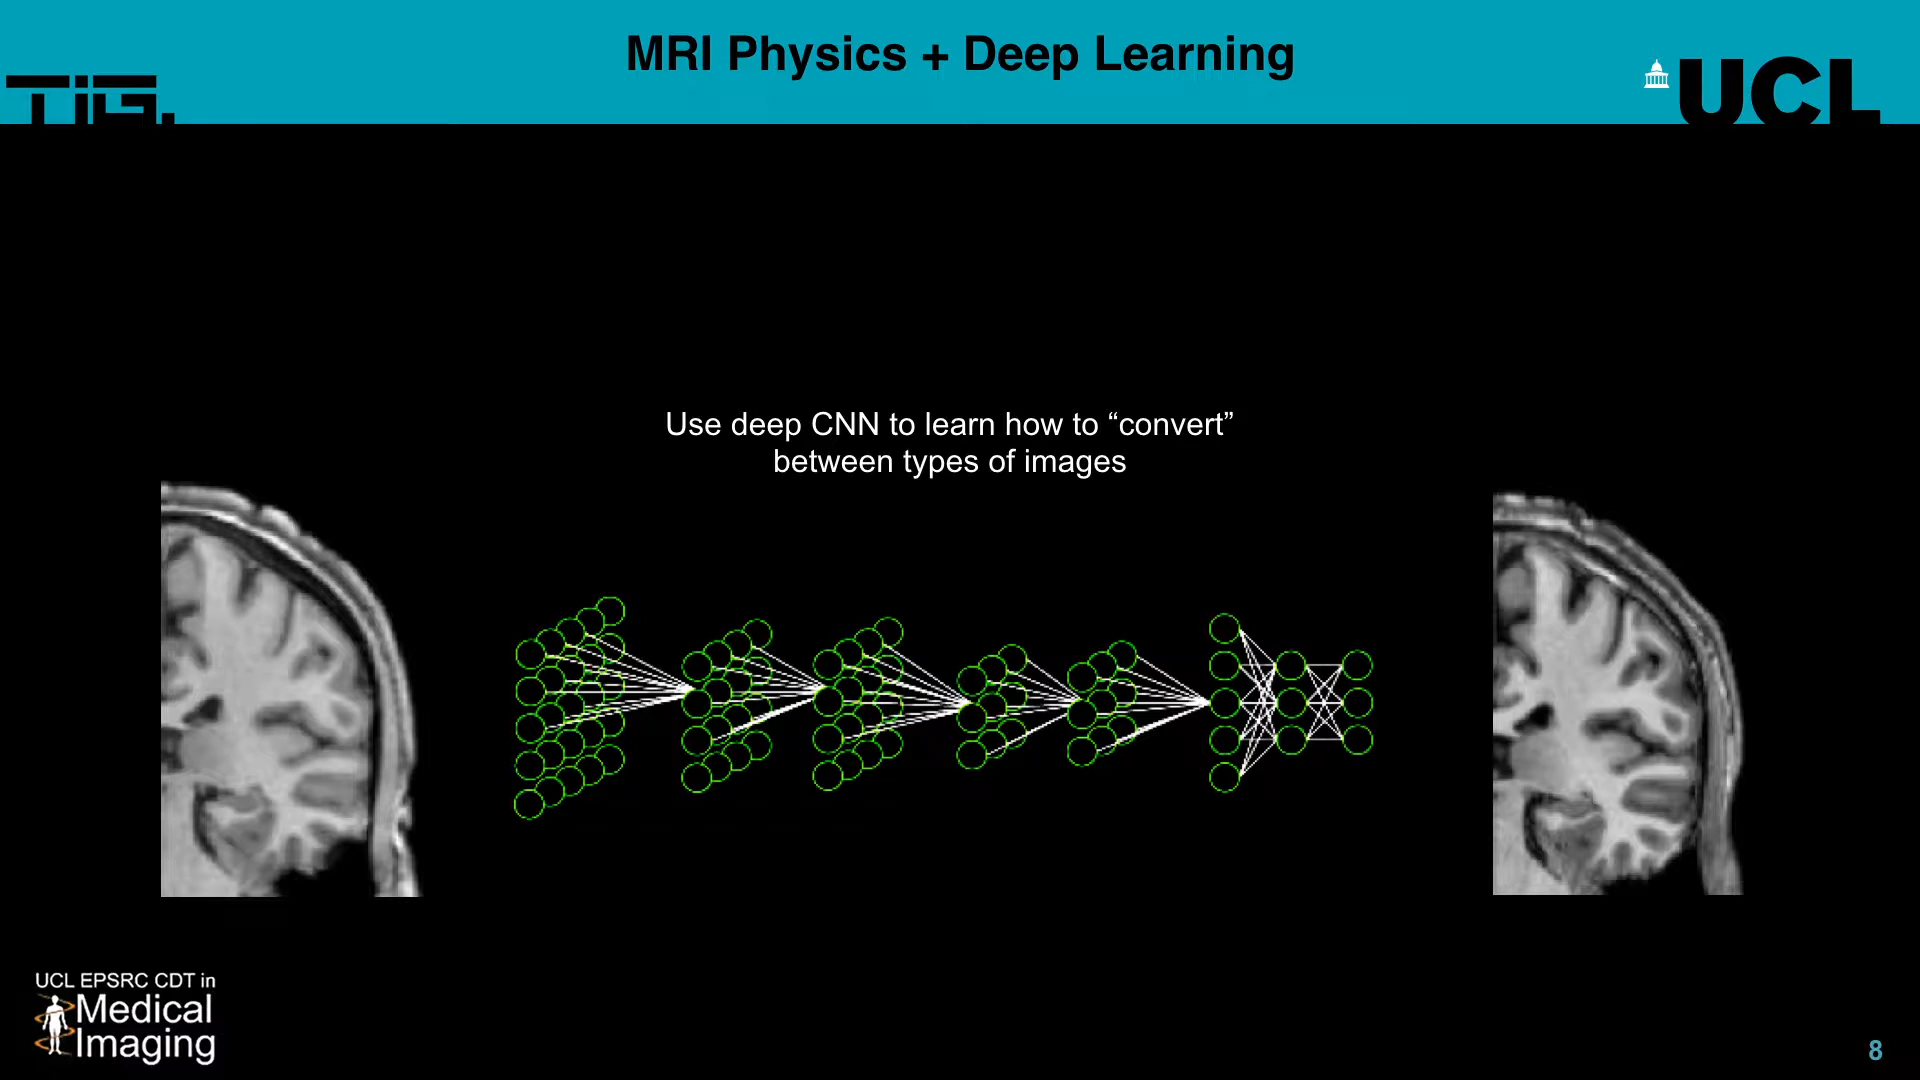 MRI Physics + Deep Learning
TiG.
UCL
Use deep CNN to learn how to “convert”
between types of images
UCL EPSRC CDT in
Medical
Imaging
8